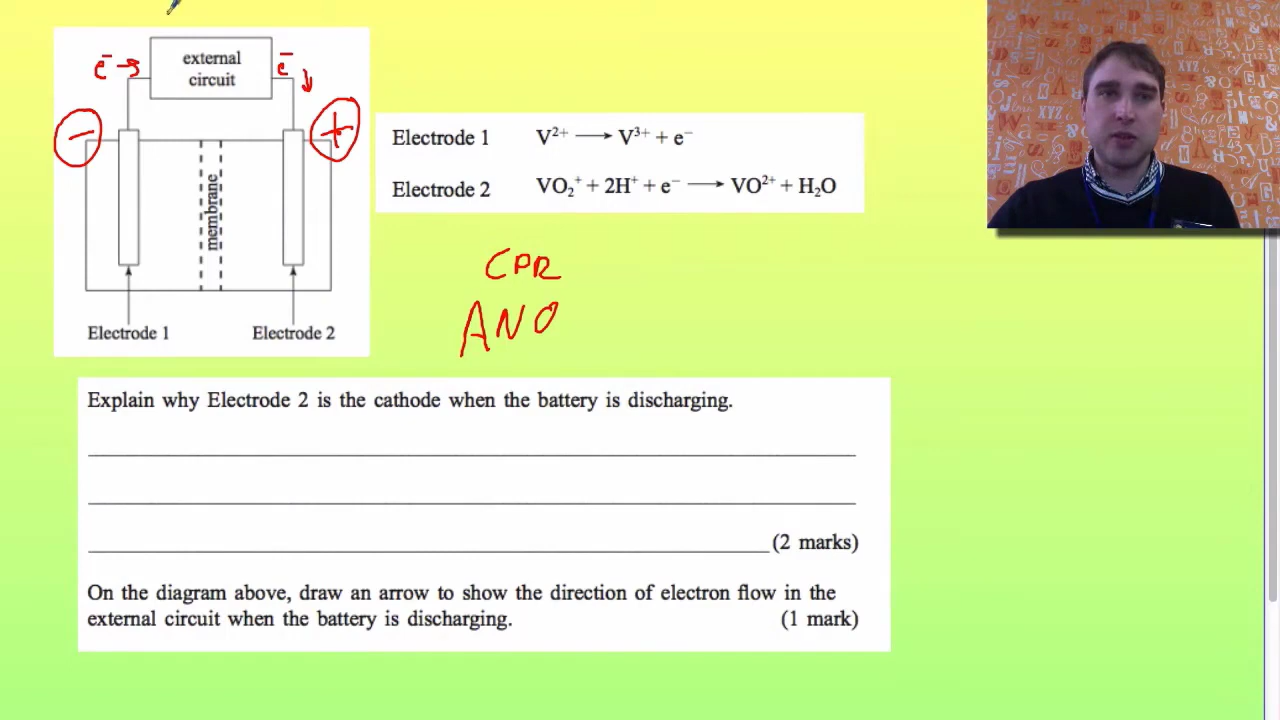 e⁻ →
external
circuit
e⁻
−
+
membrane
Electrode 1
Electrode 2
Electrode 1 V²⁺ ⟶ V³⁺ + e⁻
Electrode 2 VO₂⁺ + 2H⁺ + e⁻ ⟶ VO²⁺ + H₂O
CPR
ANO
Explain why Electrode 2 is the cathode when the battery is discharging.
(2 marks)
On the diagram above, draw an arrow to show the direction of electron flow in the
external circuit when the battery is discharging. (1 mark)